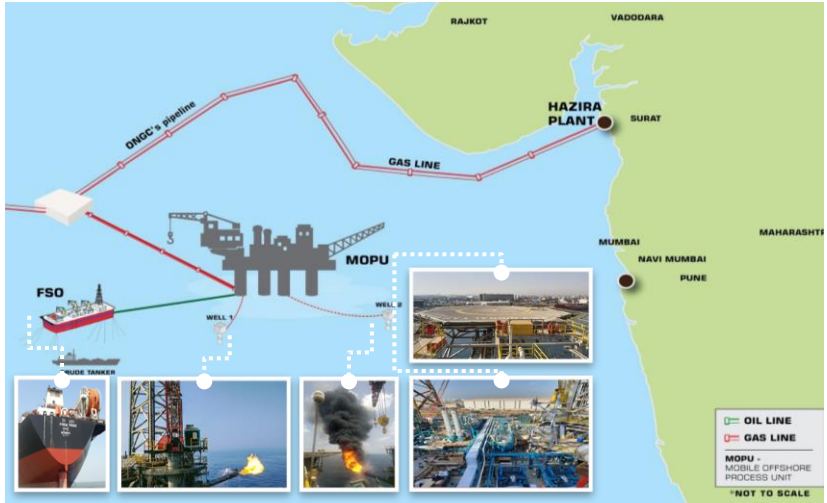 RAJKOT
VADODARA
HAZIRA
PLANT
SURAT
ONGC's pipeline
GAS LINE
MAHARASHTR
MUMBAI
NAVI MUMBAI
PUNE
MOPU
FSO
WELL 1
WELL 2
RUDE TANKER
OIL LINE
GAS LINE
MOPU -
MOBILE OFFSHORE
PROCESS UNIT
*NOT TO SCALE